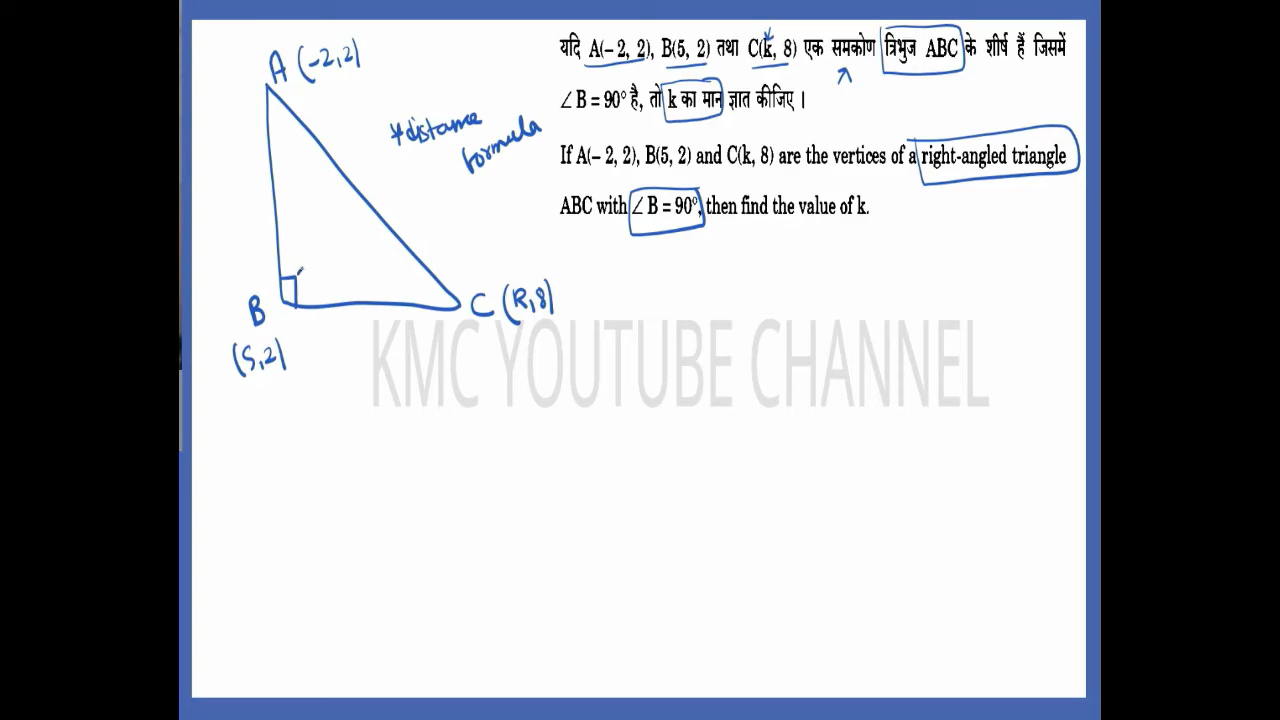 यदि A(– 2, 2), B(5, 2) तथा C(k, 8) एक समकोण त्रिभुज ABC के शीर्ष हैं जिसमें
∠B = 90° है, तो k का मान ज्ञात कीजिए ।
If A(– 2, 2), B(5, 2) and C(k, 8) are the vertices of a right-angled triangle
ABC with ∠B = 90°, then find the value of k.
A (-2,2)
*distance
formula
B
(5,2)
C (k,8)
KMC YOUTUBE CHANNEL